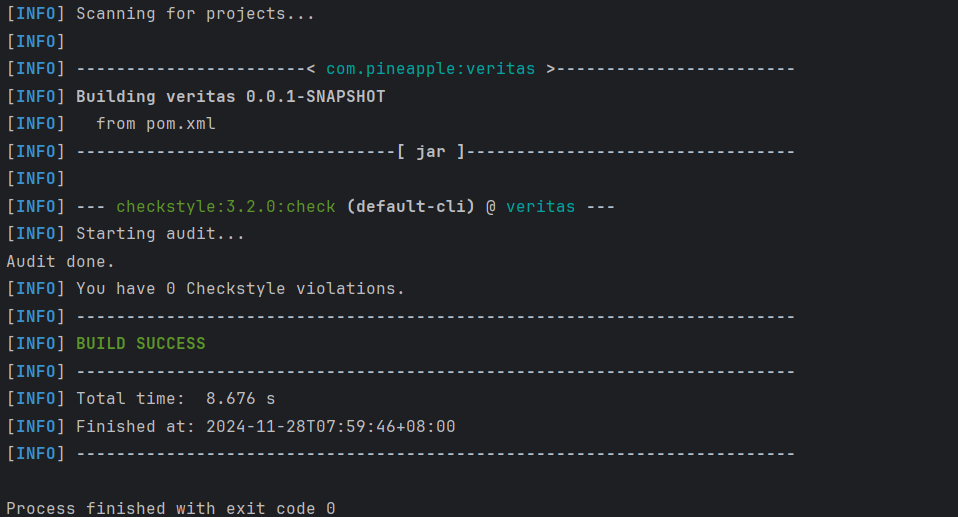 [INFO] Scanning for projects...
[INFO]
[INFO] -----------------------< com.pineapple:veritas >------------------------
[INFO] Building veritas 0.0.1-SNAPSHOT
[INFO]   from pom.xml
[INFO] --------------------------------[ jar ]---------------------------------
[INFO]
[INFO] --- checkstyle:3.2.0:check (default-cli) @ veritas ---
[INFO] Starting audit...
Audit done.
[INFO] You have 0 Checkstyle violations.
[INFO] ------------------------------------------------------------------------
[INFO] BUILD SUCCESS
[INFO] ------------------------------------------------------------------------
[INFO] Total time:  8.676 s
[INFO] Finished at: 2024-11-28T07:59:46+08:00
[INFO] ------------------------------------------------------------------------
Process finished with exit code 0